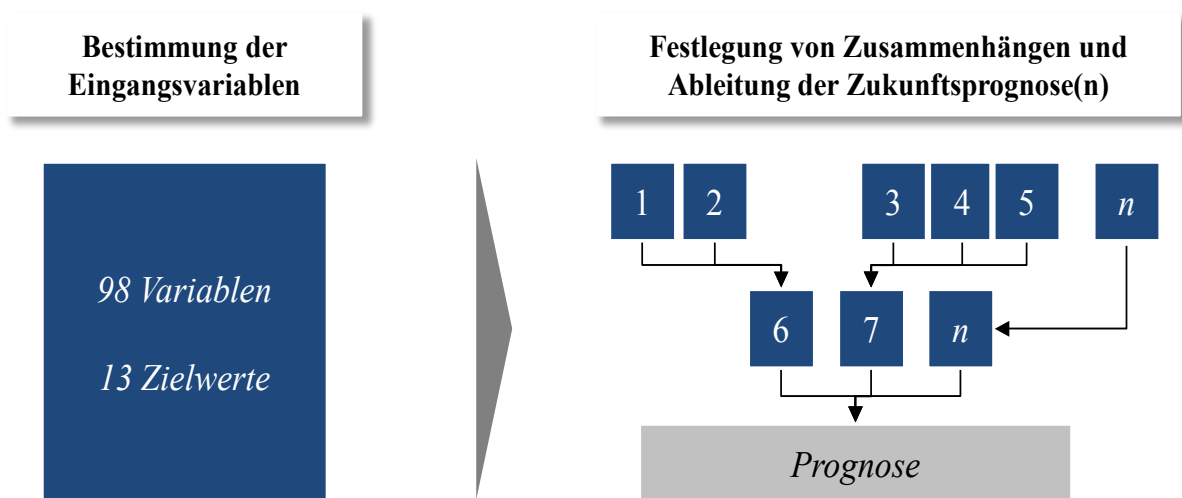 Bestimmung der
Eingangsvariablen
98 Variablen
13 Zielwerte
Festlegung von Zusammenhängen und
Ableitung der Zukunftsprognose(n)
1 2 3 4 5 n
6 7 n
Prognose